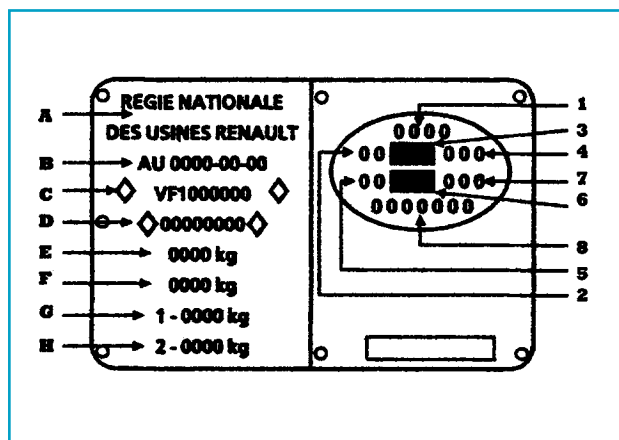 A REGIE NATIONALE
DES USINES RENAULT
B AU 0000-00-00
C VF1000000
D 00000000
E 0000 kg
F 0000 kg
G 1 - 0000 kg
H 2 - 0000 kg
0000 1
3
00 000 4
00 000 7
6
0000000
8
5
2